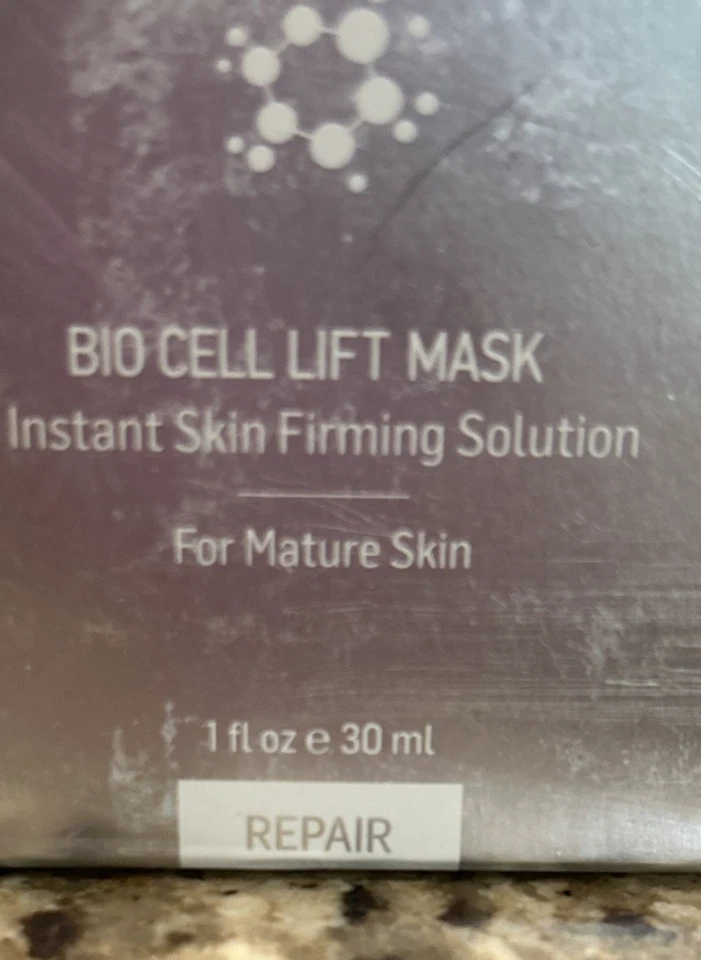 BIO CELL LIFT MASK
Instant Skin Firming Solution
For Mature Skin
1 fl oz e 30 ml
REPAIR